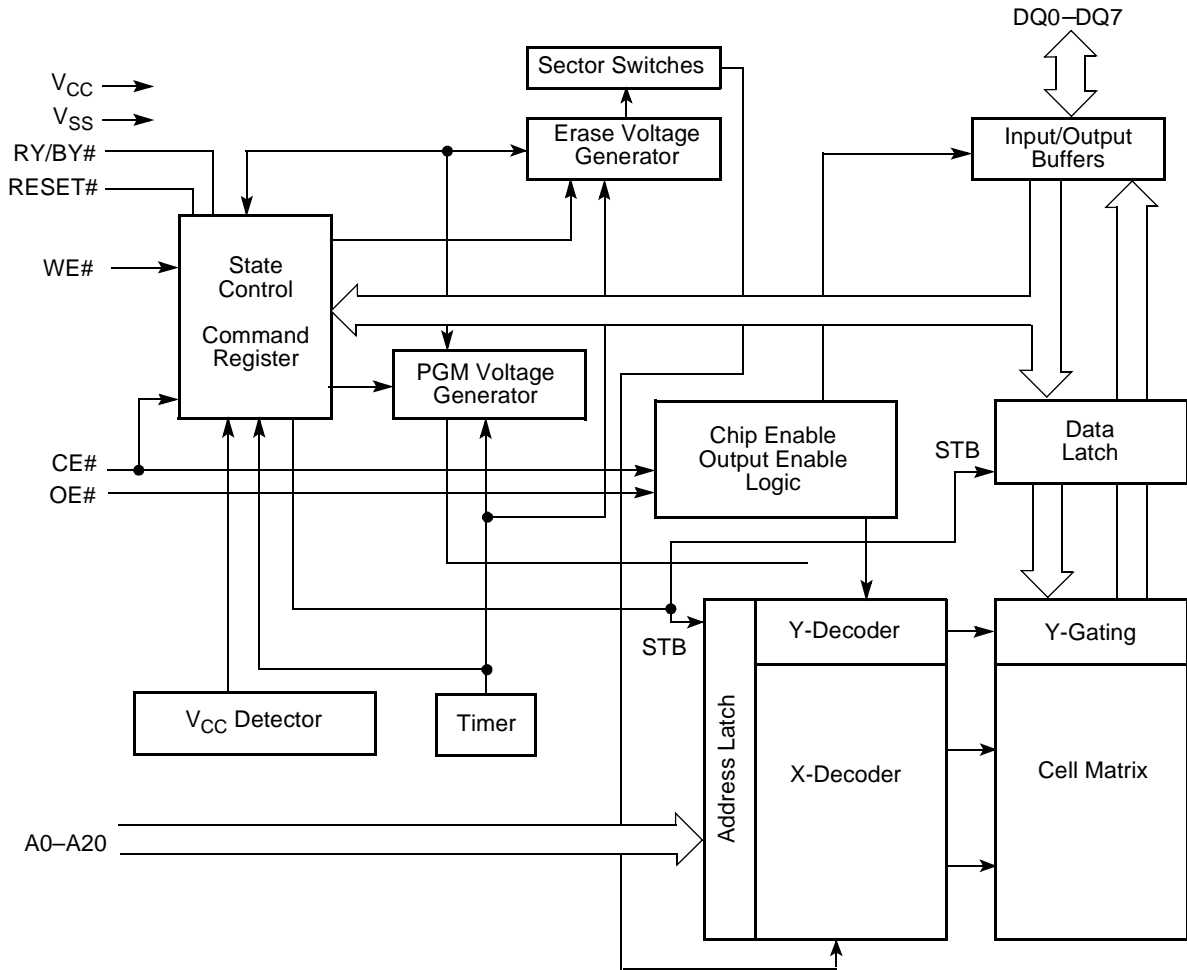 DQ0–DQ7
Sector Switches
VCC
VSS
RY/BY#
RESET#
Erase Voltage
Generator
Input/Output
Buffers
WE#
State
Control
Command
Register
PGM Voltage
Generator
Chip Enable
Output Enable
Logic
STB
Data
Latch
CE#
OE#
STB
Y-Decoder
Y-Gating
VCC Detector
Timer
Address Latch
X-Decoder
Cell Matrix
A0–A20